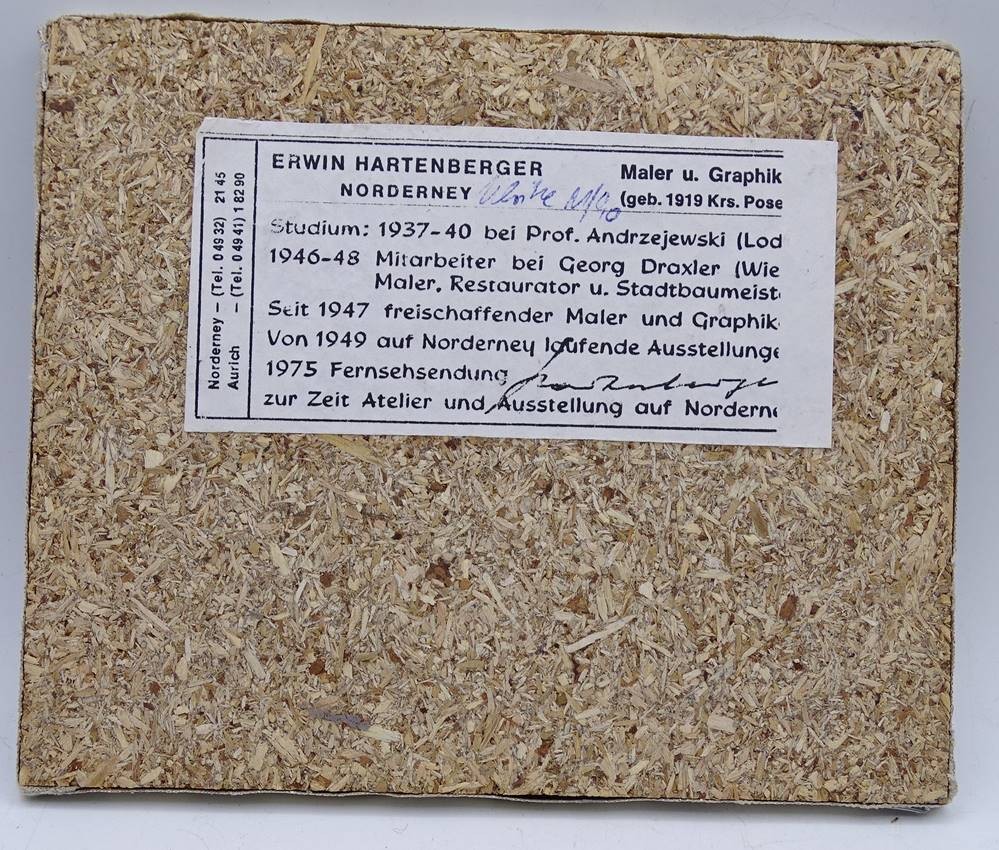 Norderney – (Tel. 04932) 2145
Aurich – (Tel. 04941) 18290
ERWIN HARTENBERGER Maler u. Graphik
NORDERNEY (geb. 1919 Krs. Pose
Studium: 1937-40 bei Prof. Andrzejewski (Lod
1946-48 Mitarbeiter bei Georg Draxler (Wie
Maler, Restaurator u. Stadtbaumeist
Seit 1947 freischaffender Maler und Graphik
Von 1949 auf Norderney laufende Ausstellunge
1975 Fernsehsendung
zur Zeit Atelier und Ausstellung auf Norderne